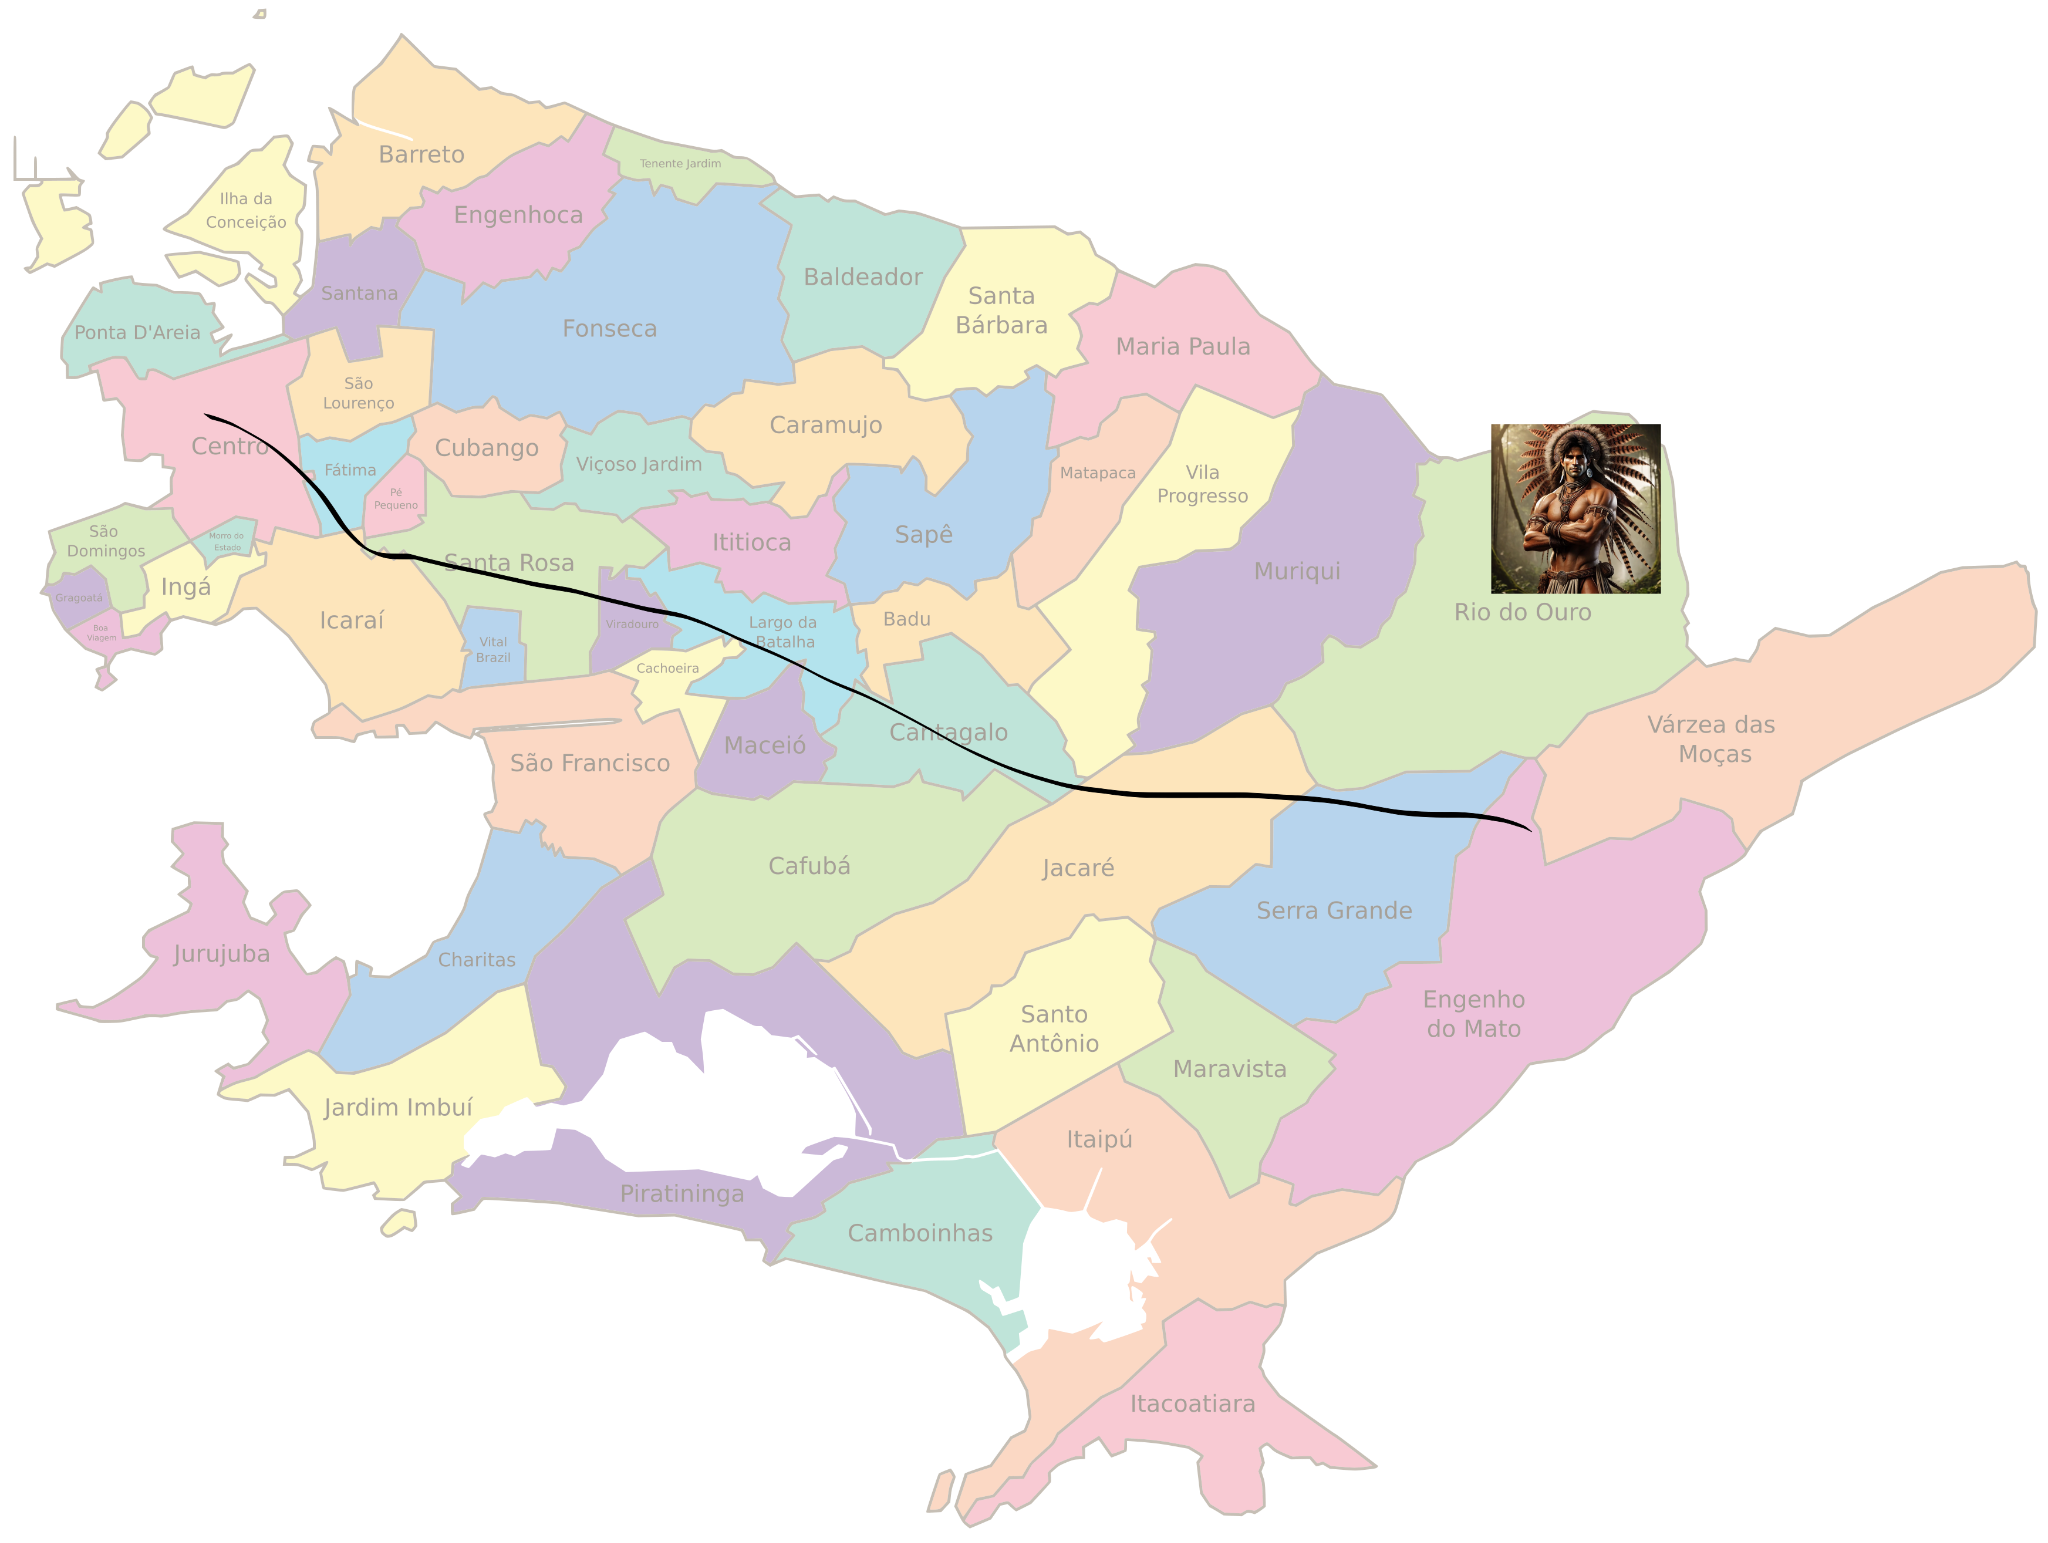 Barreto
Tenente Jardim
Ilha da
Conceição
Engenhoca
Santana
Baldeador
Santa
Bárbara
Ponta D'Areia
Fonseca
Maria Paula
São
Lourenço
Caramujo
Centro
Cubango
Fátima
Viçoso Jardim
Matapaca
Vila
Progresso
Pé
Pequeno
São
Domingos
Morro do
Estado
Ititioca
Sapê
Santa Rosa
Muriqui
Ingá
Gragoatá
Rio do Ouro
Icaraí
Boa
Viagem
Viradouro
Largo da
Batalha
Badu
Vital
Brazil
Cachoeira
Várzea das
Moças
Cantagalo
Maceió
São Francisco
Cafubá
Jacaré
Serra Grande
Jurujuba
Charitas
Engenho
do Mato
Santo
Antônio
Maravista
Jardim Imbuí
Itaipú
Piratininga
Camboinhas
Itacoatiara